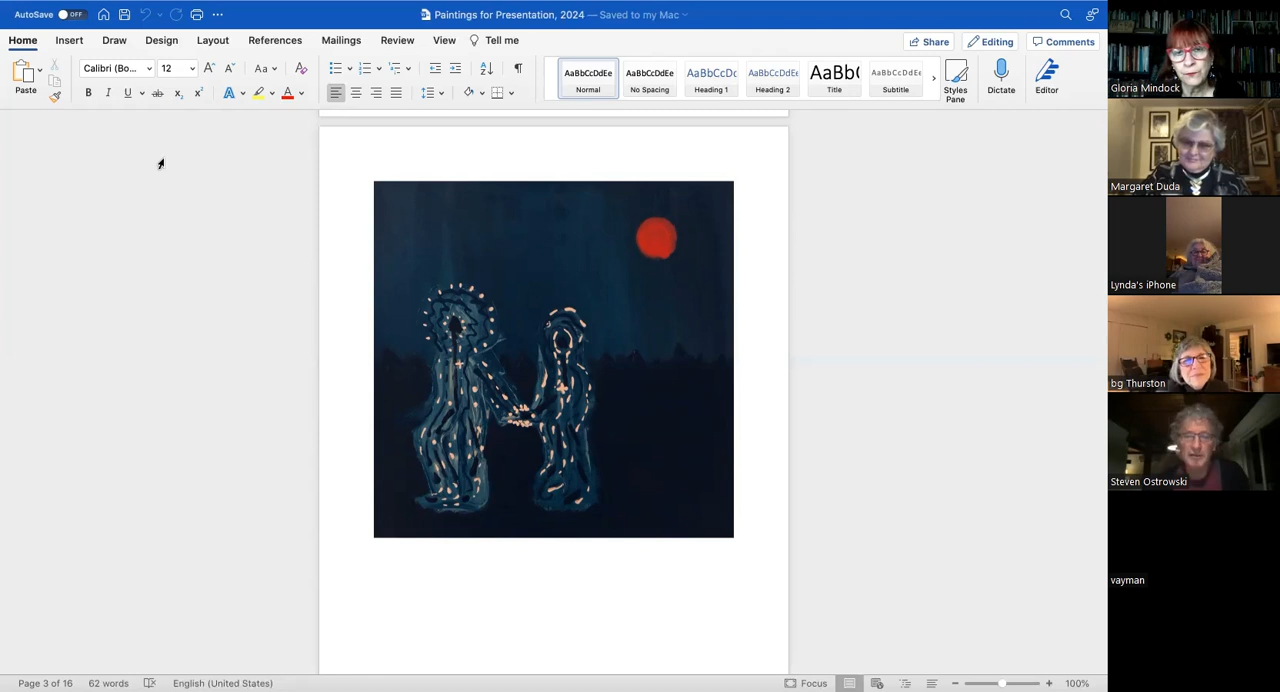 AutoSave OFF
Paintings for Presentation, 2024 — Saved to my Mac
Home Insert Draw Design Layout References Mailings Review View Tell me
Share Editing Comments
Calibri (Bo... 12
Paste
AaBbCcDdEe AaBbCcDdEe AaBbCcDc AaBbCcDdEe AaBb( AaBbCcDdEe
Normal No Spacing Heading 1 Heading 2 Title Subtitle
Styles Pane
Dictate
Editor
Gloria Mindock
Margaret Duda
Lynda's iPhone
bg Thurston
Steven Ostrowski
vayman
Page 3 of 16 62 words English (United States) Focus 100%